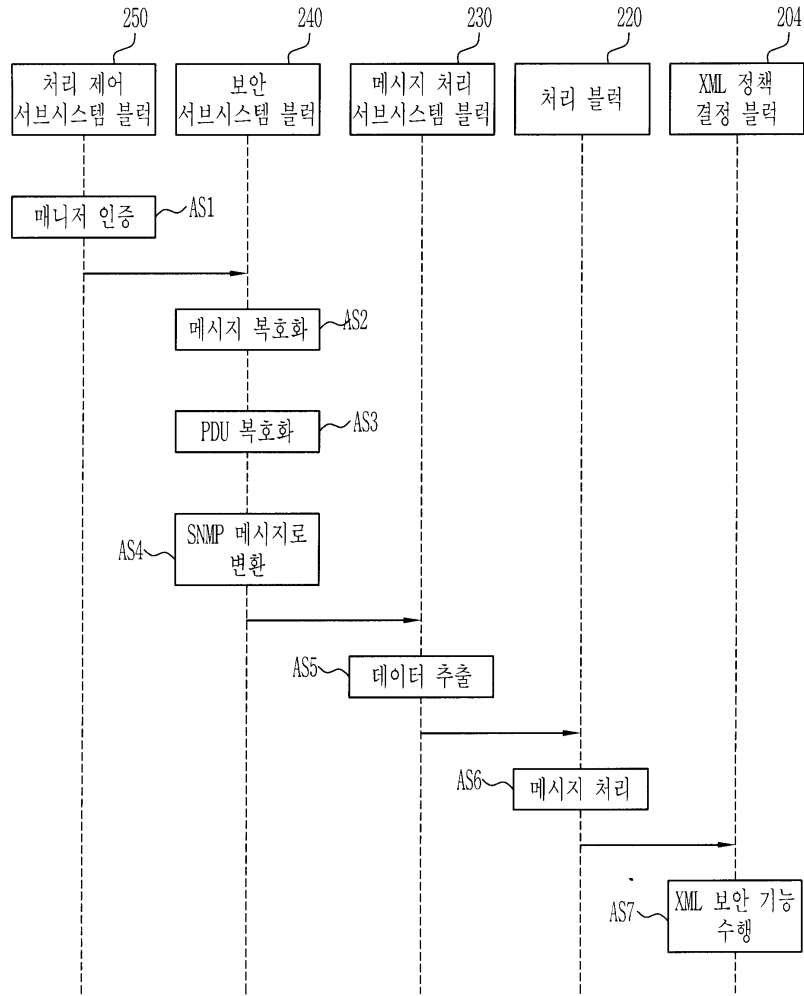 250
240
230
220
204
처리 제어
서브시스템 블럭
보안
서브시스템 블럭
메시지 처리
서브시스템 블럭
처리 블럭
XML 정책
결정 블럭
매니저 인증
AS1
메시지 복호화
AS2
PDU 복호화
AS3
AS4
SNMP 메시지로
변환
AS5
데이터 추출
AS6
메시지 처리
AS7
XML 보안 기능
수행